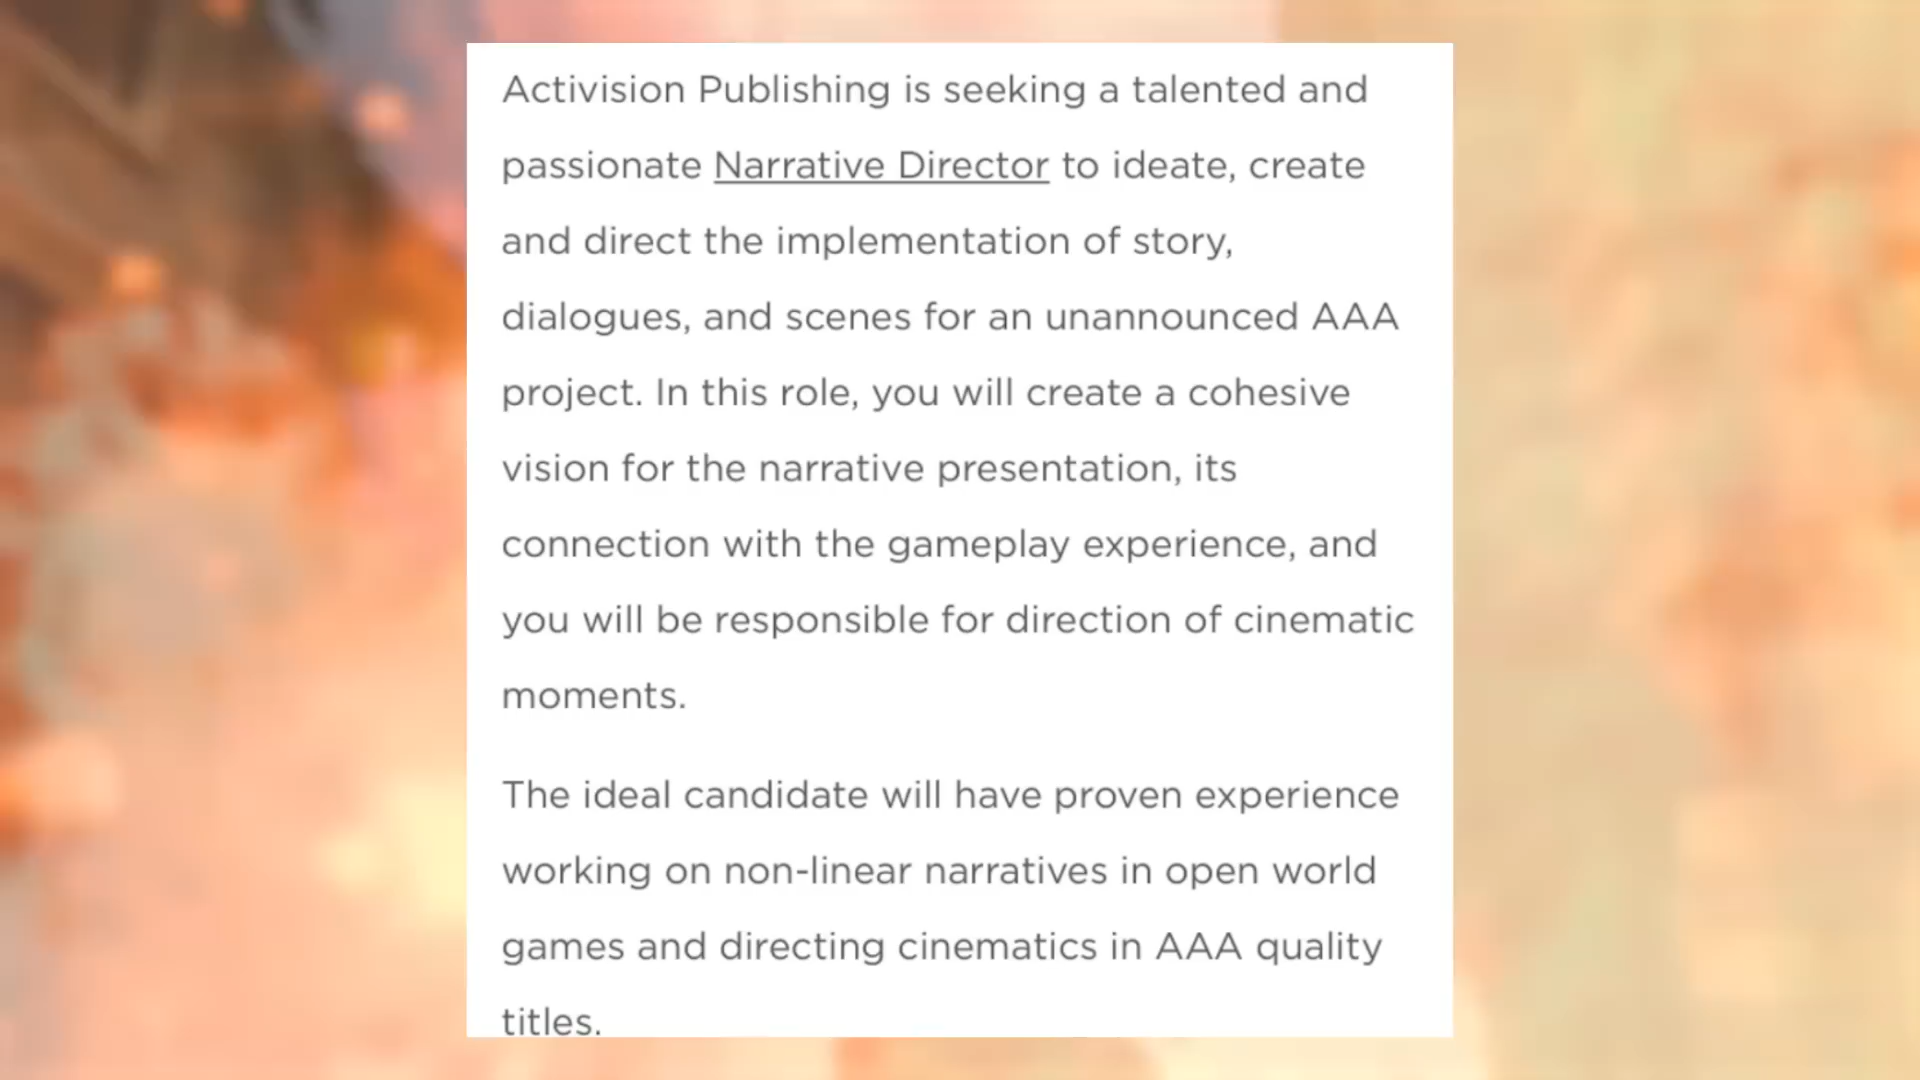 Activision Publishing is seeking a talented and
passionate Narrative Director to ideate, create
and direct the implementation of story,
dialogues, and scenes for an unannounced AAA
project. In this role, you will create a cohesive
vision for the narrative presentation, its
connection with the gameplay experience, and
you will be responsible for direction of cinematic
moments.
The ideal candidate will have proven experience
working on non-linear narratives in open world
games and directing cinematics in AAA quality
titles.